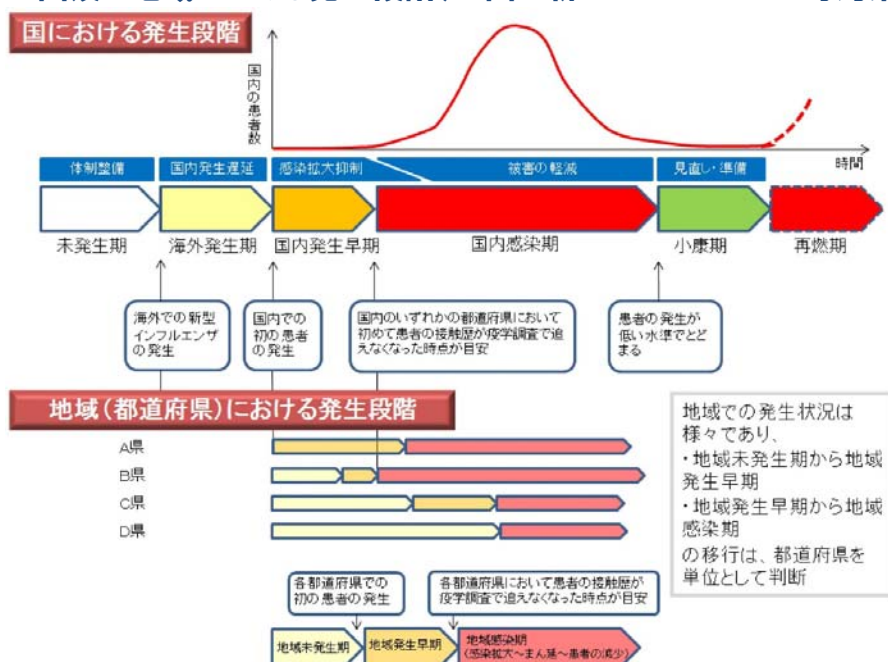 国における発生段階
国内の患者数
時間
体制整備
国内発生遅延
感染拡大抑制
被害の軽減
見直し・準備
未発生期
海外発生期
国内発生早期
国内感染期
小康期
再燃期
海外での新型
インフルエンザ
の発生
国内での
初の患者
の発生
国内のいずれかの都道府県において
初めて患者の接触歴が疫学調査で追
えなくなった時点が目安
患者の発生が
低い水準でとど
まる
地域(都道府県)における発生段階
A県
B県
C県
D県
地域での発生状況は
様々であり、
・地域未発生期から地域
発生早期
・地域発生早期から地域
感染期
の移行は、都道府県を
単位として判断
各都道府県での
初の患者の発生
各都道府県において患者の接触歴が
疫学調査で追えなくなった時点が目安
地域未発生期
地域発生早期
地域感染期
(感染拡大~まん延~患者の減少)